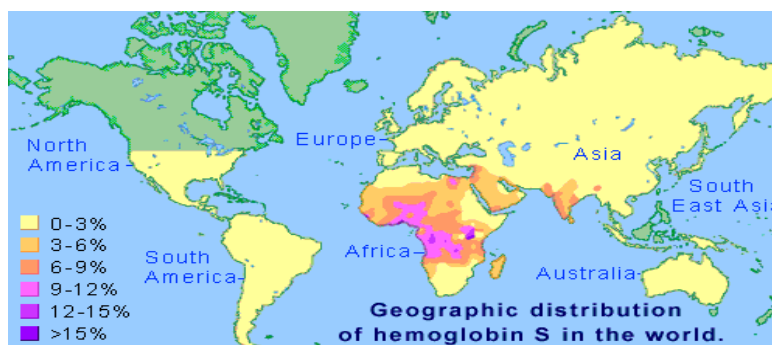 North
America
Europe
Asia
South
East Asia
0-3%
3-6%
6-9%
9-12%
12-15%
>15%
South
America
Africa
Australia
Geographic distribution
of hemoglobin S in the world.